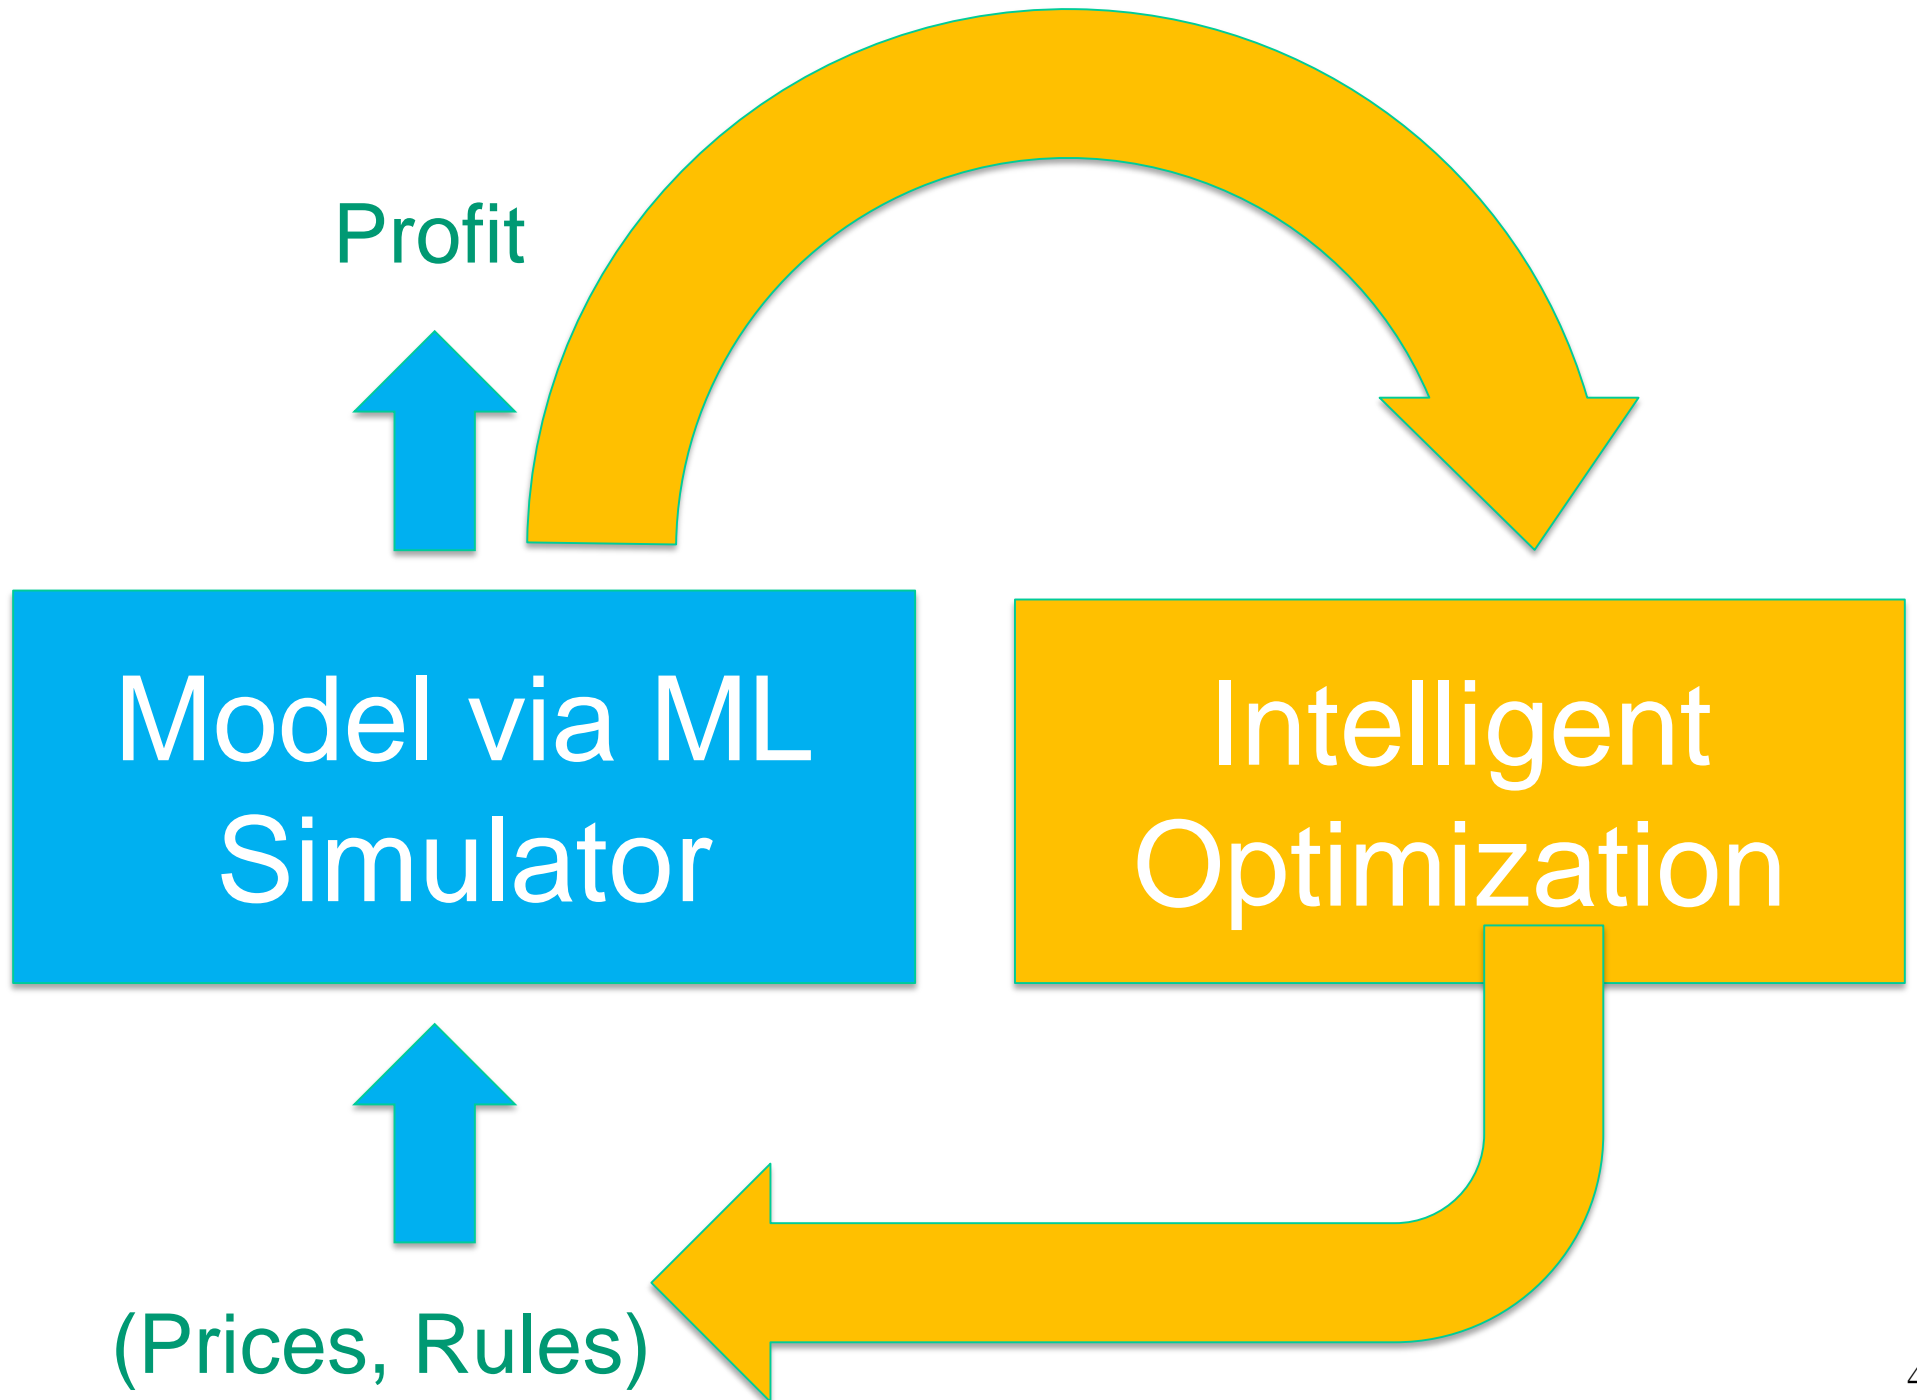 Profit
Model via ML
Simulator
Intelligent
Optimization
(Prices, Rules)